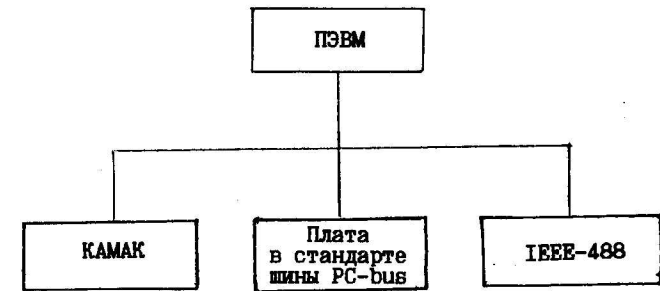 ПЭВМ
КАМАК
Плата
в стандарте
шины PC-bus
IEEE-488